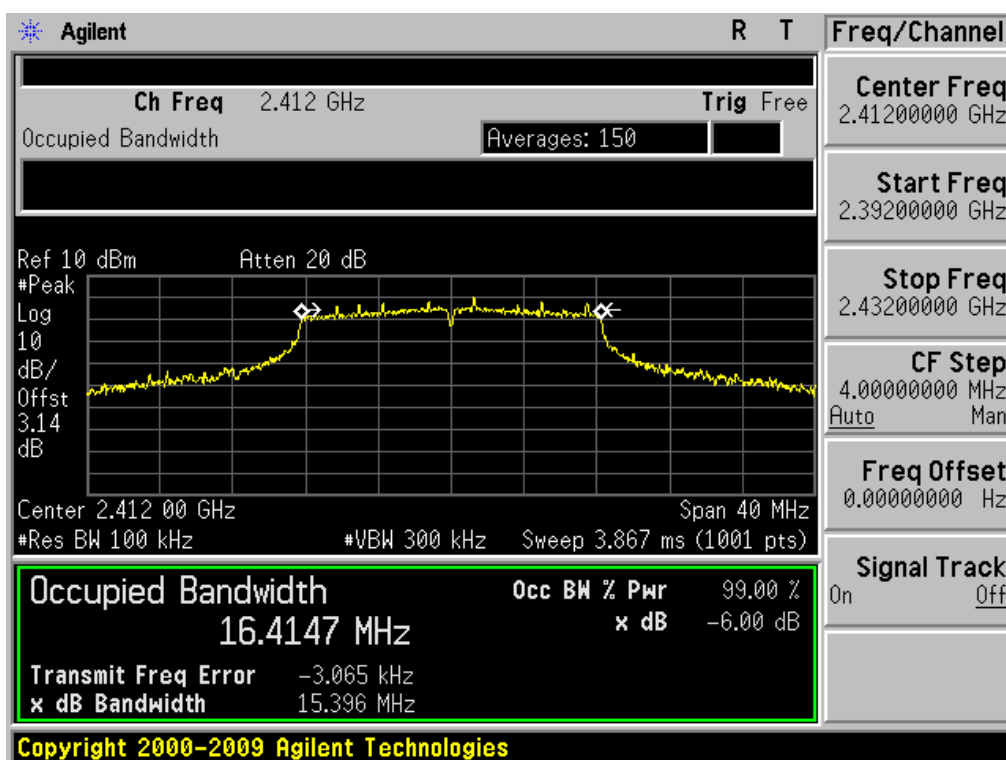 Agilent R T
Ch Freq 2.412 GHz Trig Free
Occupied Bandwidth Averages: 150
Ref 10 dBm Atten 20 dB
#Peak
Log
10
dB/
Offst
3.14
dB
Center 2.412 00 GHz Span 40 MHz
#Res BW 100 kHz #VBW 300 kHz Sweep 3.867 ms (1001 pts)
Occupied Bandwidth Occ BW % Pwr 99.00 %
16.4147 MHz x dB -6.00 dB
Transmit Freq Error -3.065 kHz
x dB Bandwidth 15.396 MHz
Copyright 2000-2009 Agilent Technologies
Freq/Channel
Center Freq
2.41200000 GHz
Start Freq
2.39200000 GHz
Stop Freq
2.43200000 GHz
CF Step
4.00000000 MHz
Auto Man
Freq Offset
0.00000000 Hz
Signal Track
On Off